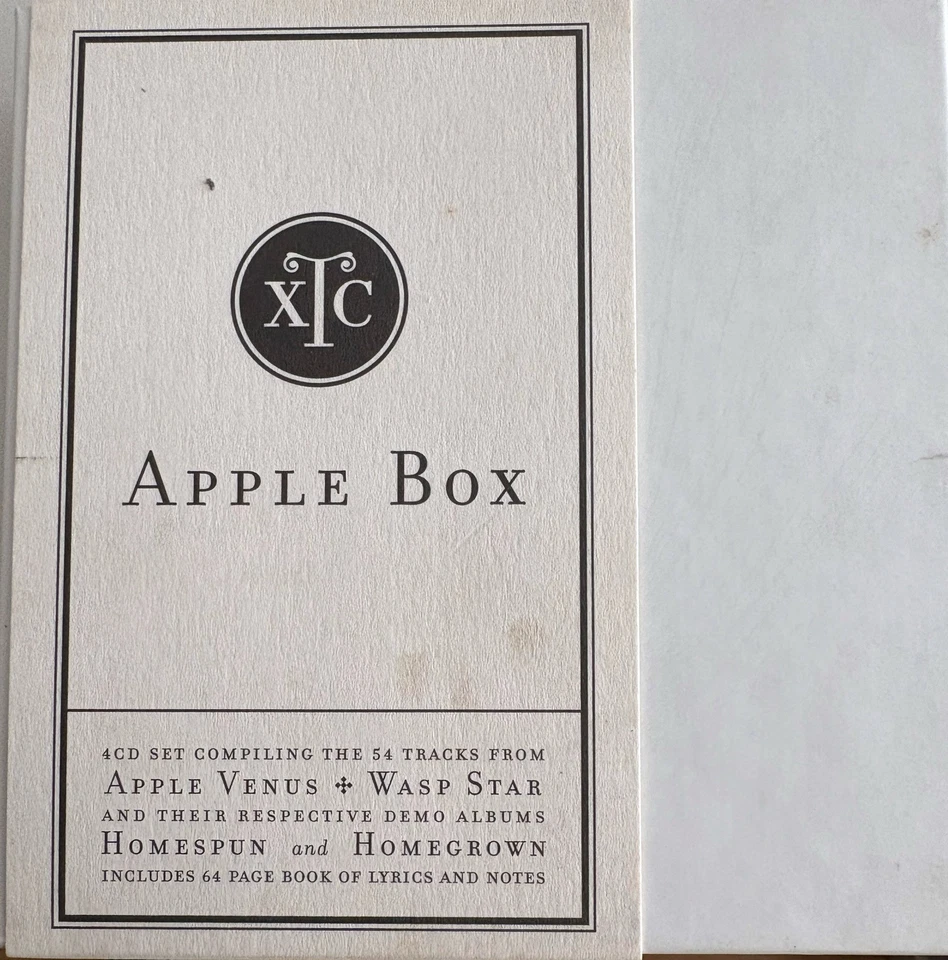 XTC
Apple Box
4CD SET COMPILING THE 54 TRACKS FROM
Apple Venus ✣ Wasp Star
AND THEIR RESPECTIVE DEMO ALBUMS
Homespun and Homegrown
INCLUDES 64 PAGE BOOK OF LYRICS AND NOTES